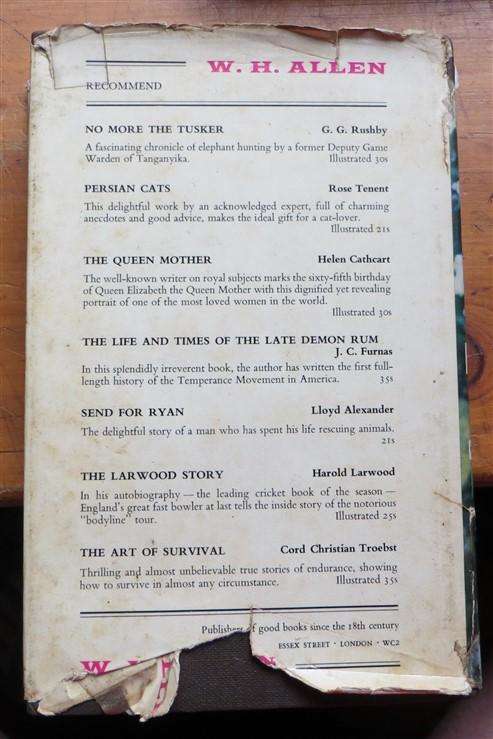 W. H. ALLEN
RECOMMEND
NO MORE THE TUSKER G. G. Rushby
A fascinating chronicle of elephant hunting by a former Deputy Game
Warden of Tanganyika. Illustrated 30s
PERSIAN CATS Rose Tenent
This delightful work by an acknowledged expert, full of charming
anecdotes and good advice, makes the ideal gift for a cat-lover.
Illustrated 21s
THE QUEEN MOTHER Helen Cathcart
The well-known writer on royal subjects marks the sixty-fifth birthday
of Queen Elizabeth the Queen Mother with this dignified yet revealing
portrait of one of the most loved women in the world.
Illustrated 30s
THE LIFE AND TIMES OF THE LATE DEMON RUM
J. C. Furnas
In this splendidly irreverent book, the author has written the first full-
length history of the Temperance Movement in America. 35s
SEND FOR RYAN Lloyd Alexander
The delightful story of a man who has spent his life rescuing animals.
21s
THE LARWOOD STORY Harold Larwood
In his autobiography — the leading cricket book of the season —
England's great fast bowler at last tells the inside story of the notorious
"bodyline" tour. Illustrated 25s
THE ART OF SURVIVAL Cord Christian Troebst
Thrilling and almost unbelievable true stories of endurance, showing
how to survive in almost any circumstance. Illustrated 35s
Publishers of good books since the 18th century
ESSEX STREET · LONDON · WC2